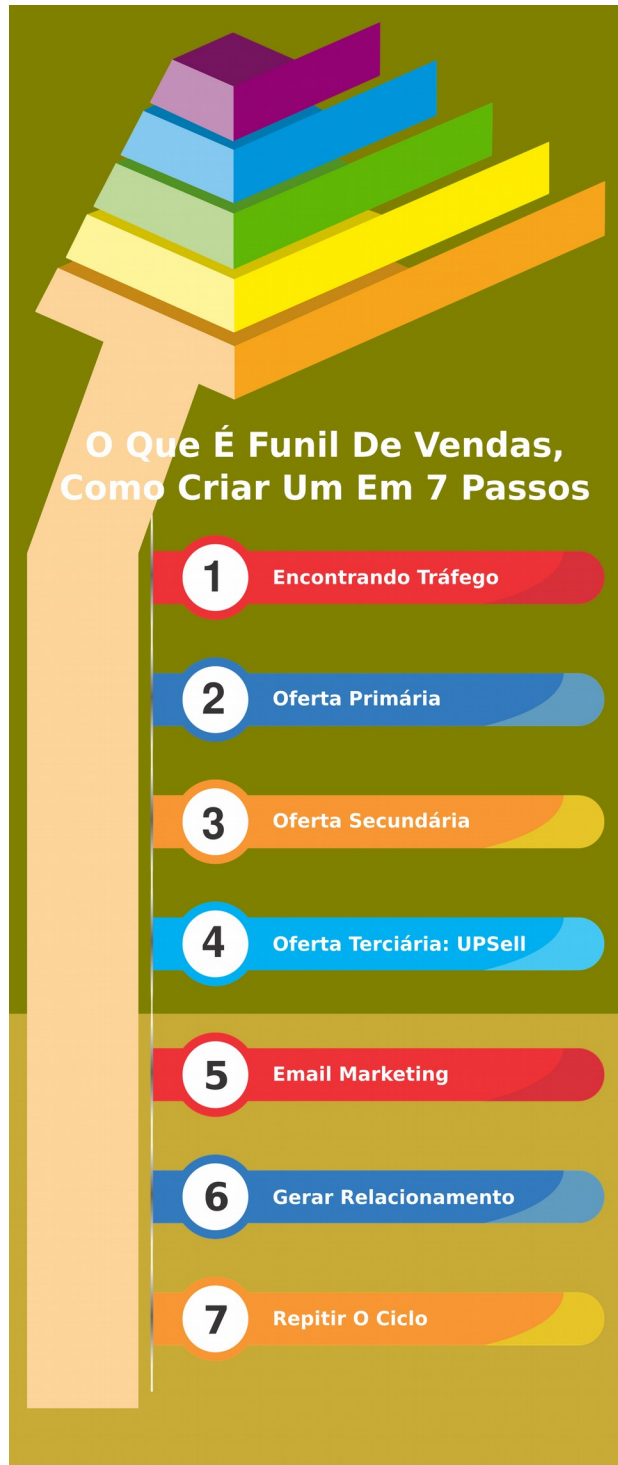 O Que É Funil De Vendas,
Como Criar Um Em 7 Passos
1 Encontrando Tráfego
2 Oferta Primária
3 Oferta Secundária
4 Oferta Terciária: UPSell
5 Email Marketing
6 Gerar Relacionamento
7 Repitir O Ciclo